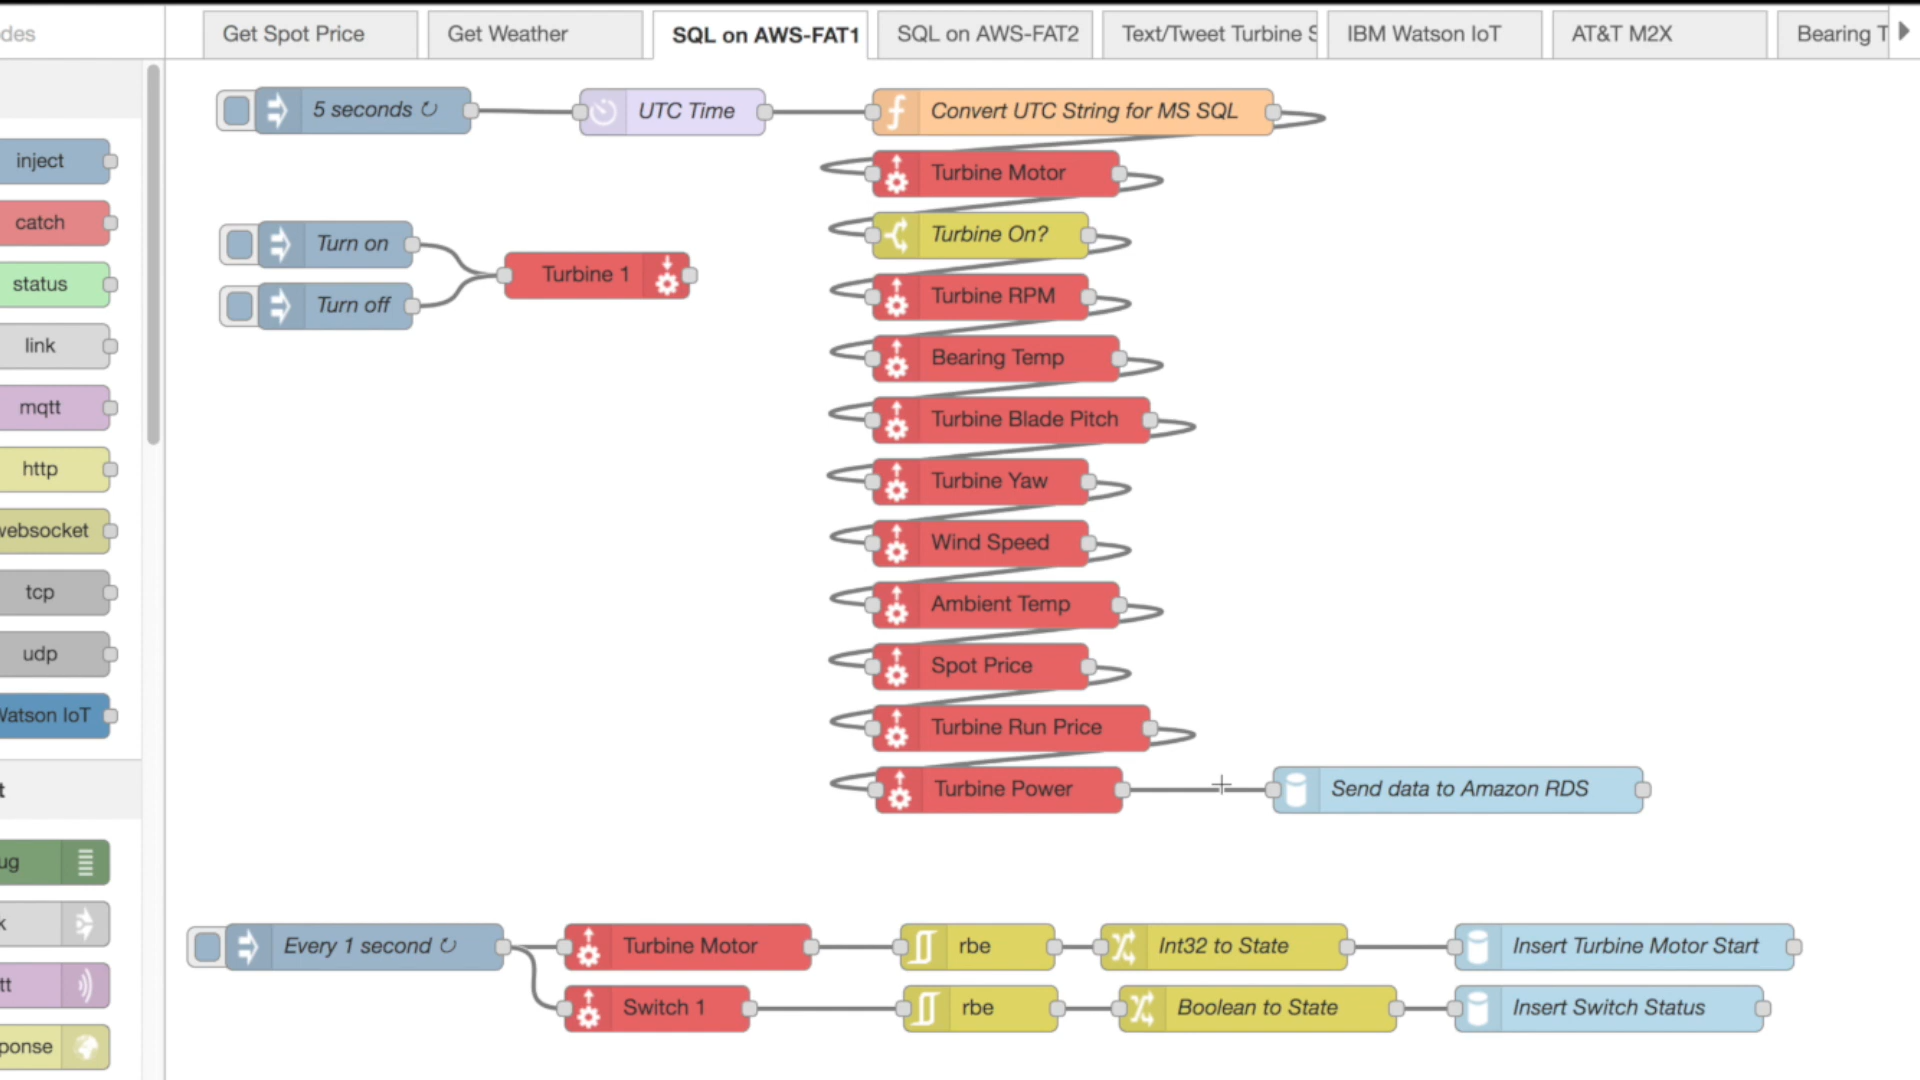 des
Get Spot Price
Get Weather
SQL on AWS-FAT1
SQL on AWS-FAT2
Text/Tweet Turbine S
IBM Watson IoT
AT&T M2X
Bearing T
inject
catch
status
link
mqtt
http
websocket
tcp
udp
Watson IoT
t
ug
k
tt
ponse
5 seconds ↻
UTC Time
Convert UTC String for MS SQL
Turbine Motor
Turn on
Turbine On?
Turbine 1
Turn off
Turbine RPM
Bearing Temp
Turbine Blade Pitch
Turbine Yaw
Wind Speed
Ambient Temp
Spot Price
Turbine Run Price
Turbine Power
Send data to Amazon RDS
Every 1 second ↻
Turbine Motor
rbe
Int32 to State
Insert Turbine Motor Start
Switch 1
rbe
Boolean to State
Insert Switch Status